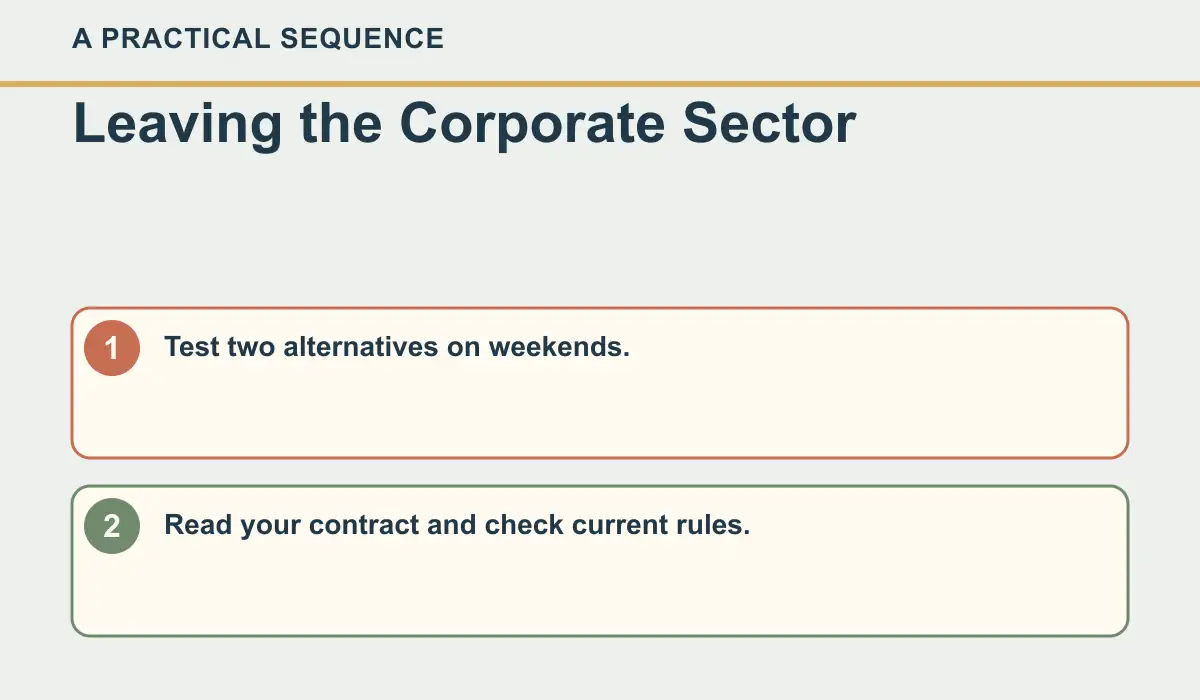 A PRACTICAL SEQUENCE
Leaving the Corporate Sector
1
Test two alternatives on weekends.
2
Read your contract and check current rules.